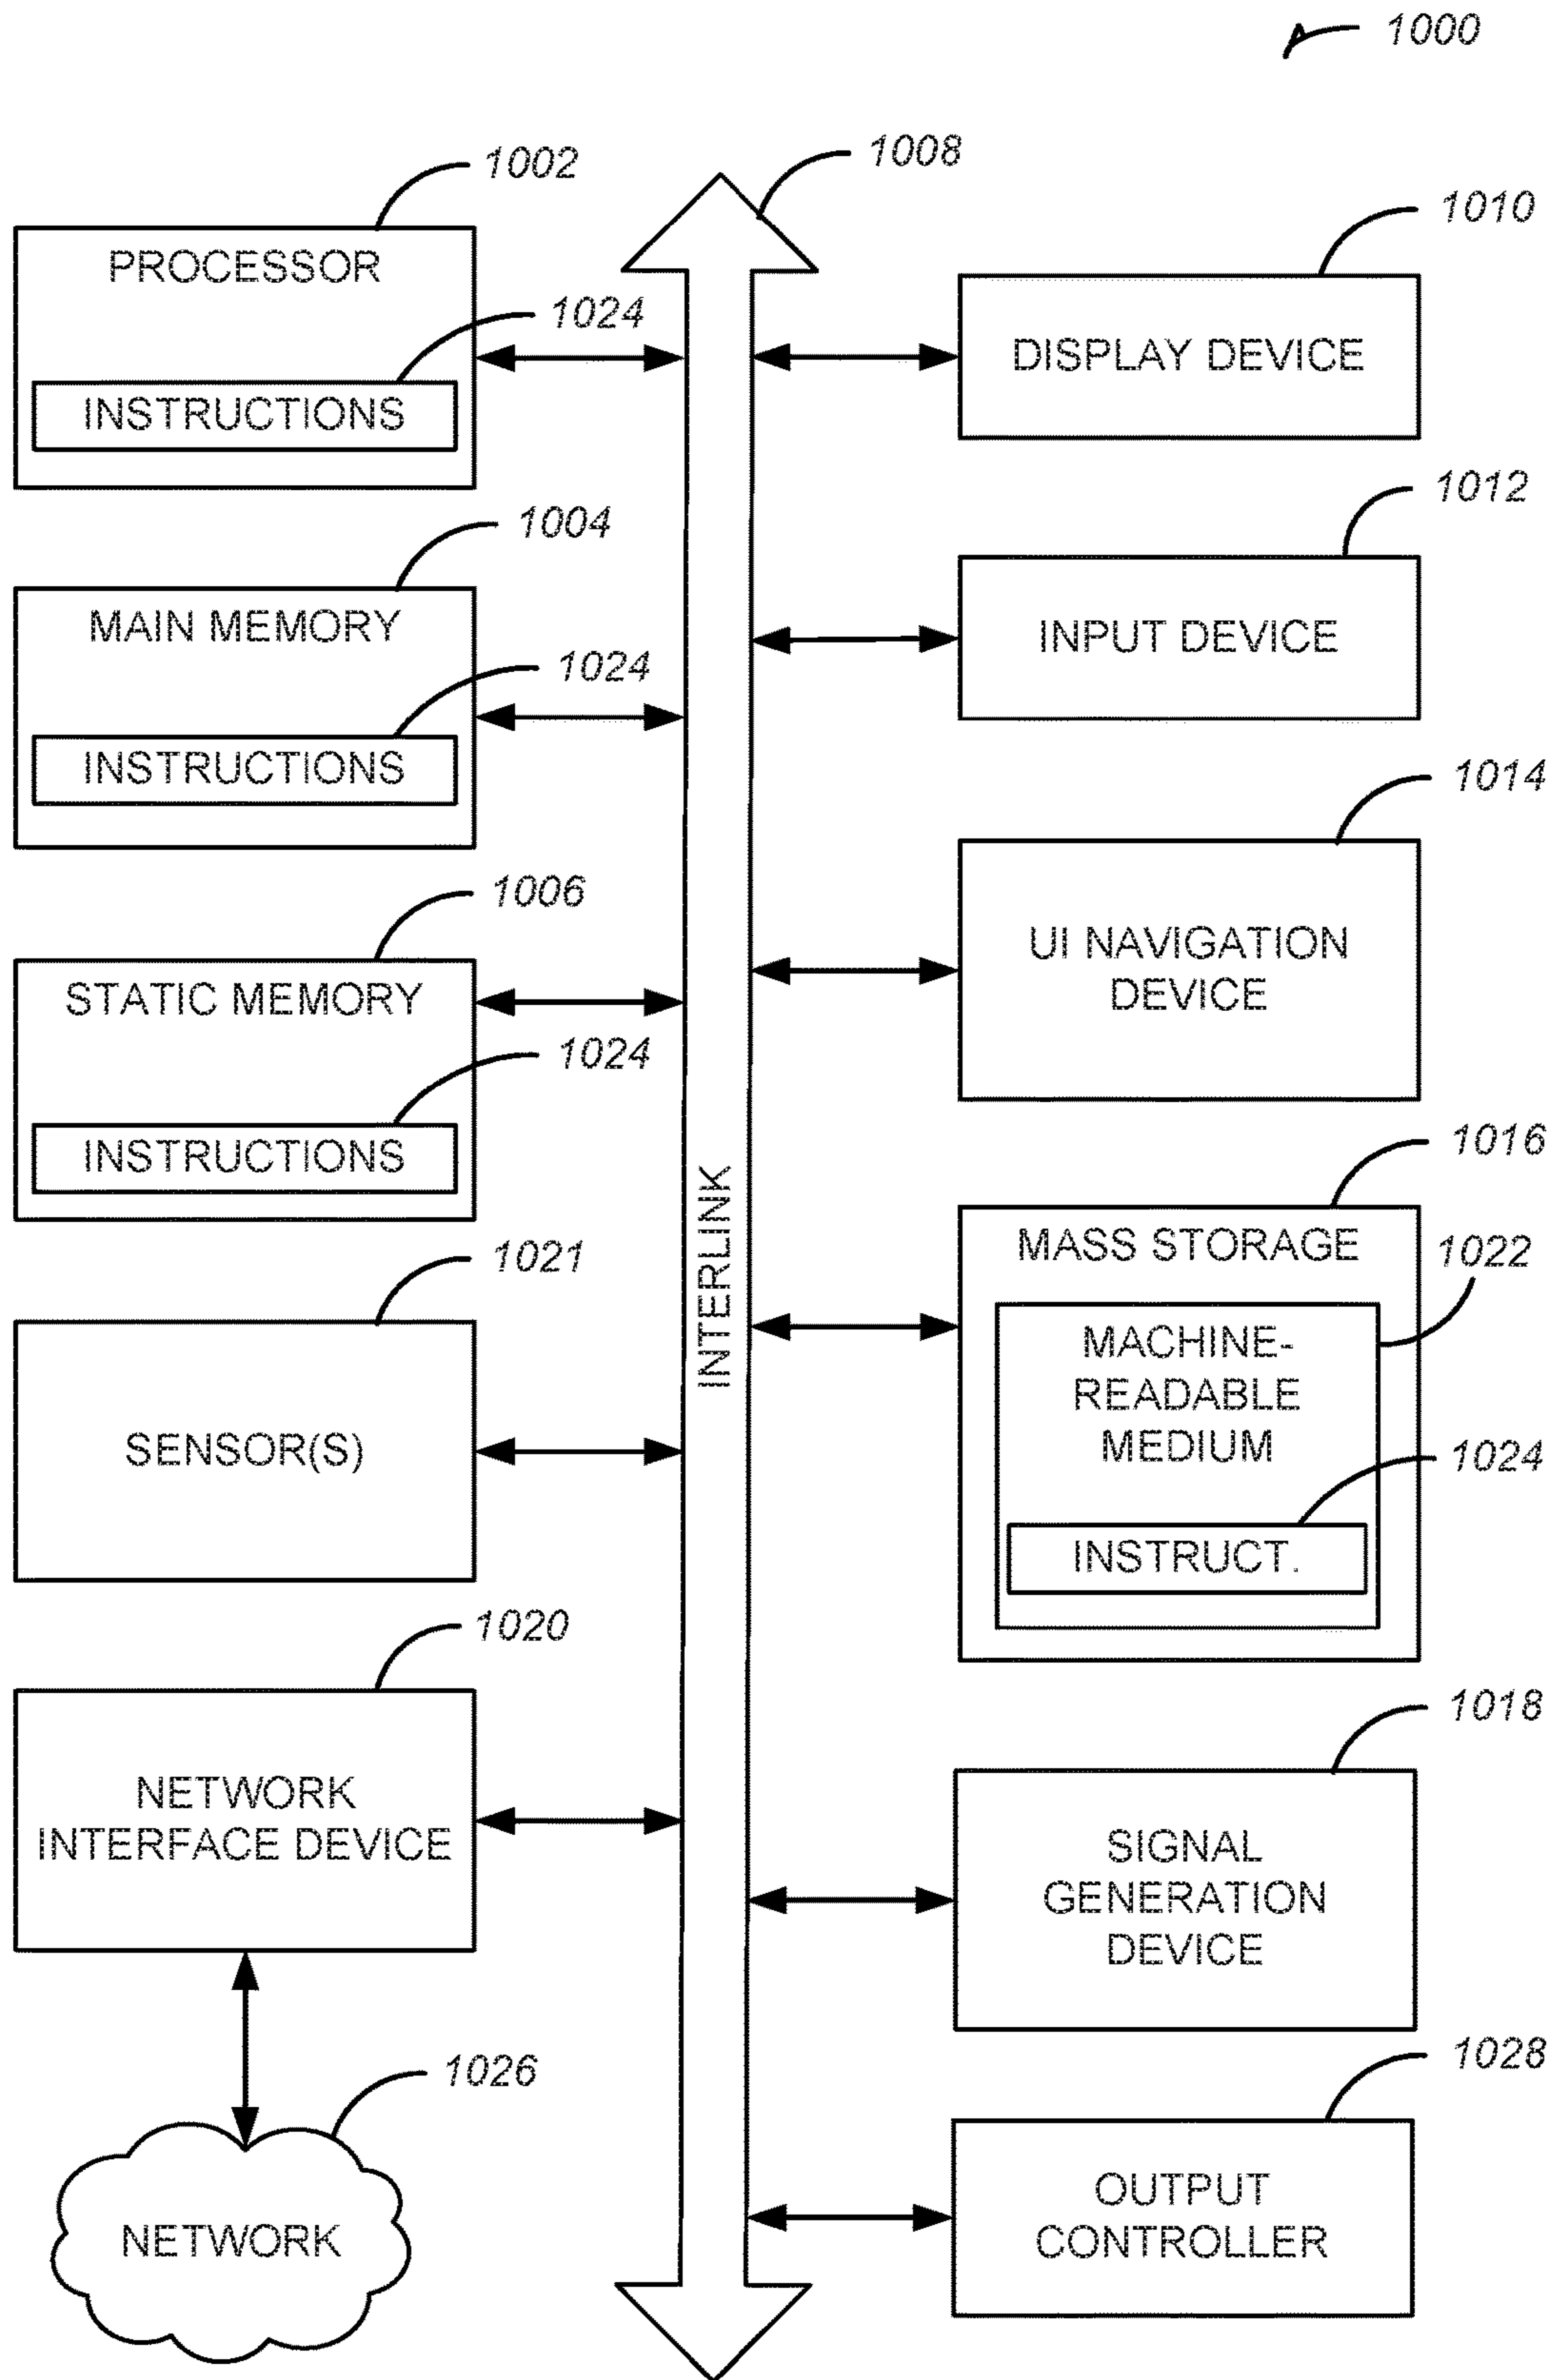 1000
1002
PROCESSOR
1024
INSTRUCTIONS
1004
MAIN MEMORY
1024
INSTRUCTIONS
1006
STATIC MEMORY
1024
INSTRUCTIONS
1021
SENSOR(S)
1020
NETWORK
INTERFACE DEVICE
1026
NETWORK
1008
INTERLINK
1010
DISPLAY DEVICE
1012
INPUT DEVICE
1014
UI NAVIGATION
DEVICE
1016
MASS STORAGE
1022
MACHINE-
READABLE
MEDIUM
1024
INSTRUCT.
1018
SIGNAL
GENERATION
DEVICE
1028
OUTPUT
CONTROLLER